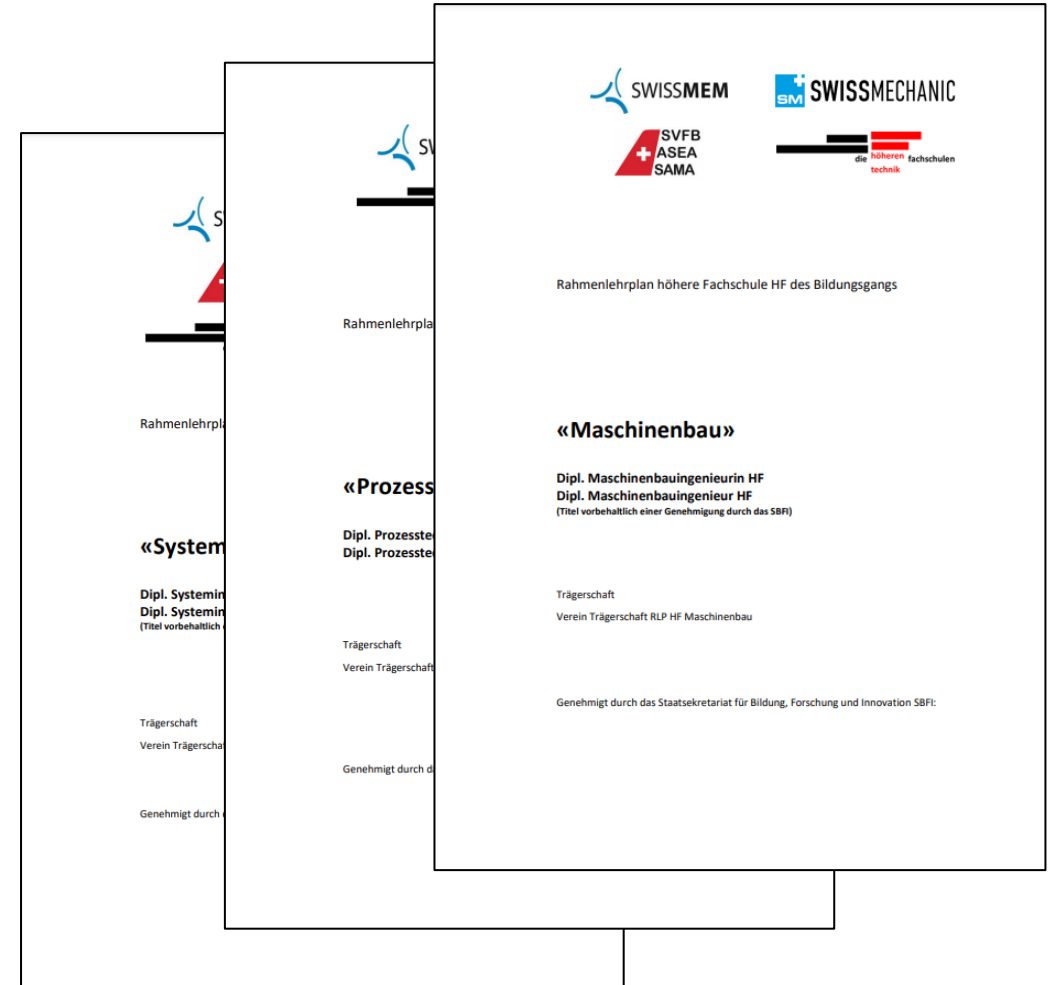 SWISSMEM
SM SWISSMECHANIC
SVFB
ASEA
SAMA
die höheren fachschulen
technik
Rahmenlehrplan höhere Fachschule HF des Bildungsgangs
«Maschinenbau»
Dipl. Maschinenbauingenieurin HF
Dipl. Maschinenbauingenieur HF
(Titel vorbehaltlich einer Genehmigung durch das SBFI)
Trägerschaft
Verein Trägerschaft RLP HF Maschinenbau
Genehmigt durch das Staatsekretariat für Bildung, Forschung und Innovation SBFI:
Rahmenlehrpla
«Prozess
Dipl. Prozesste
Dipl. Prozesste
Trägerschaft
Verein Trägerschaft
Genehmigt durch d
S
Rahmenlehrpl
«System
Dipl. Systemin
Dipl. Systemin
(Titel vorbehaltlich
Trägerschaft
Verein Trägerscha
Genehmigt durch